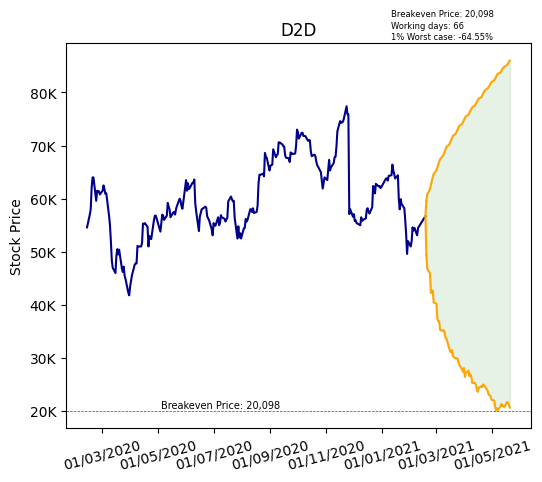 Breakeven Price: 20,098
Working days: 66
1% Worst case: -64.55%
D2D
Stock Price
80K
70K
60K
50K
40K
30K
20K
Breakeven Price: 20,098
01/03/2020
01/05/2020
01/07/2020
01/09/2020
01/11/2020
01/01/2021
01/03/2021
01/05/2021